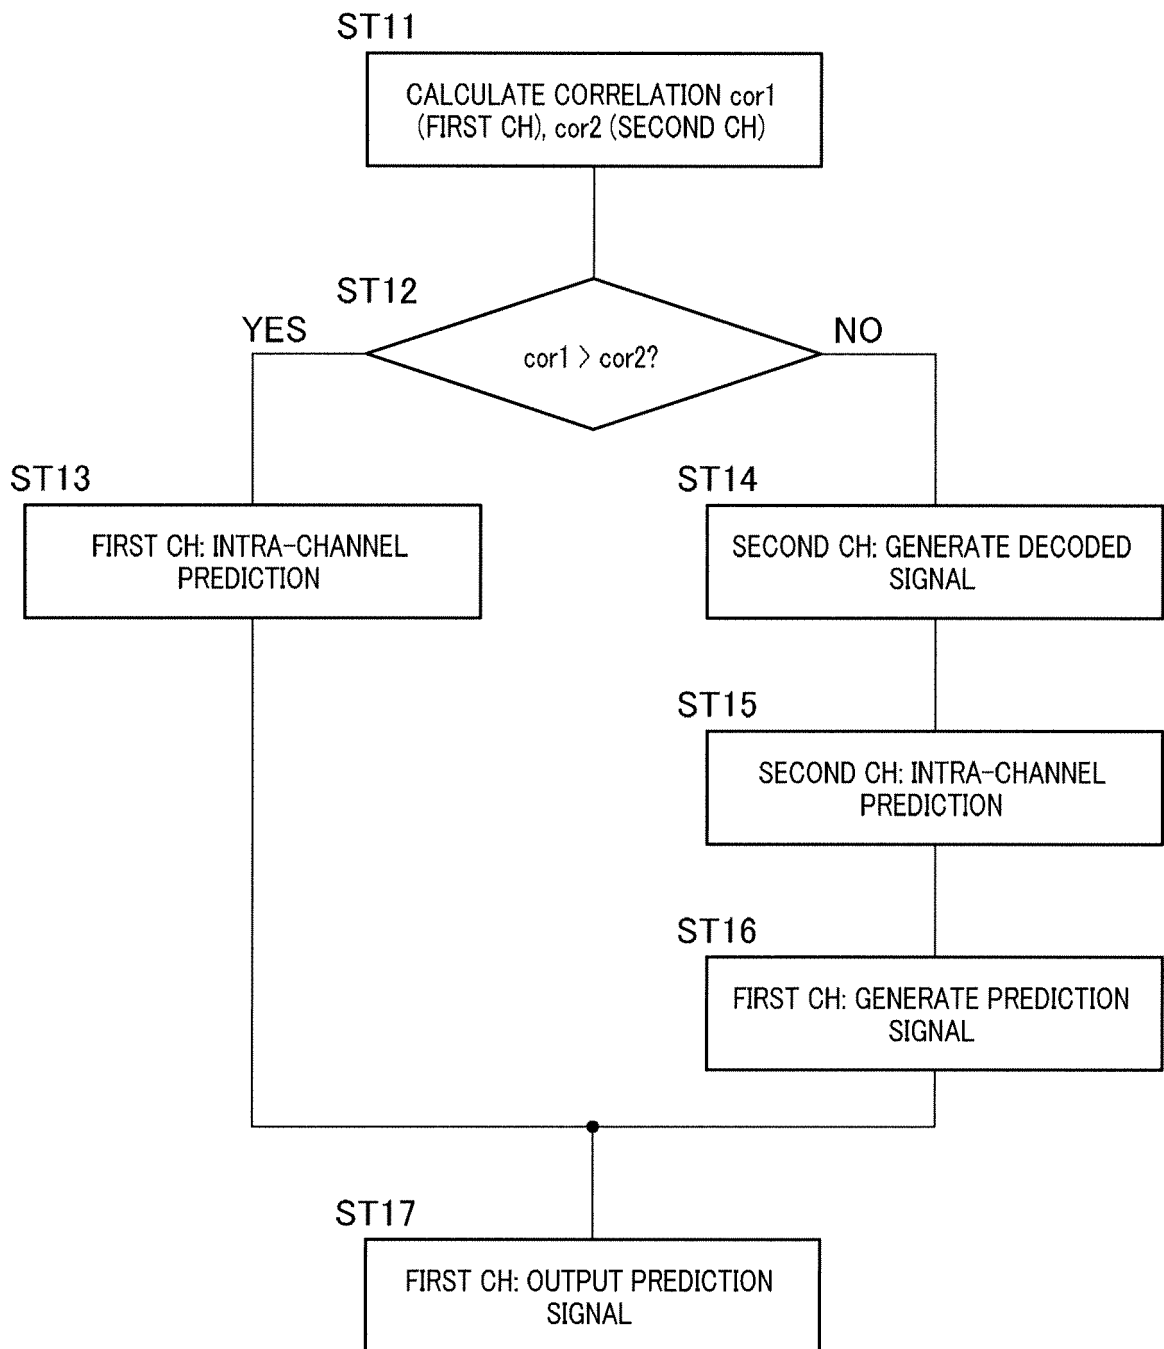 ST11
CALCULATE CORRELATION cor1
(FIRST CH), cor2 (SECOND CH)
ST12
YES
NO
cor1 > cor2?
ST13
FIRST CH: INTRA-CHANNEL
PREDICTION
ST14
SECOND CH: GENERATE DECODED
SIGNAL
ST15
SECOND CH: INTRA-CHANNEL
PREDICTION
ST16
FIRST CH: GENERATE PREDICTION
SIGNAL
ST17
FIRST CH: OUTPUT PREDICTION
SIGNAL